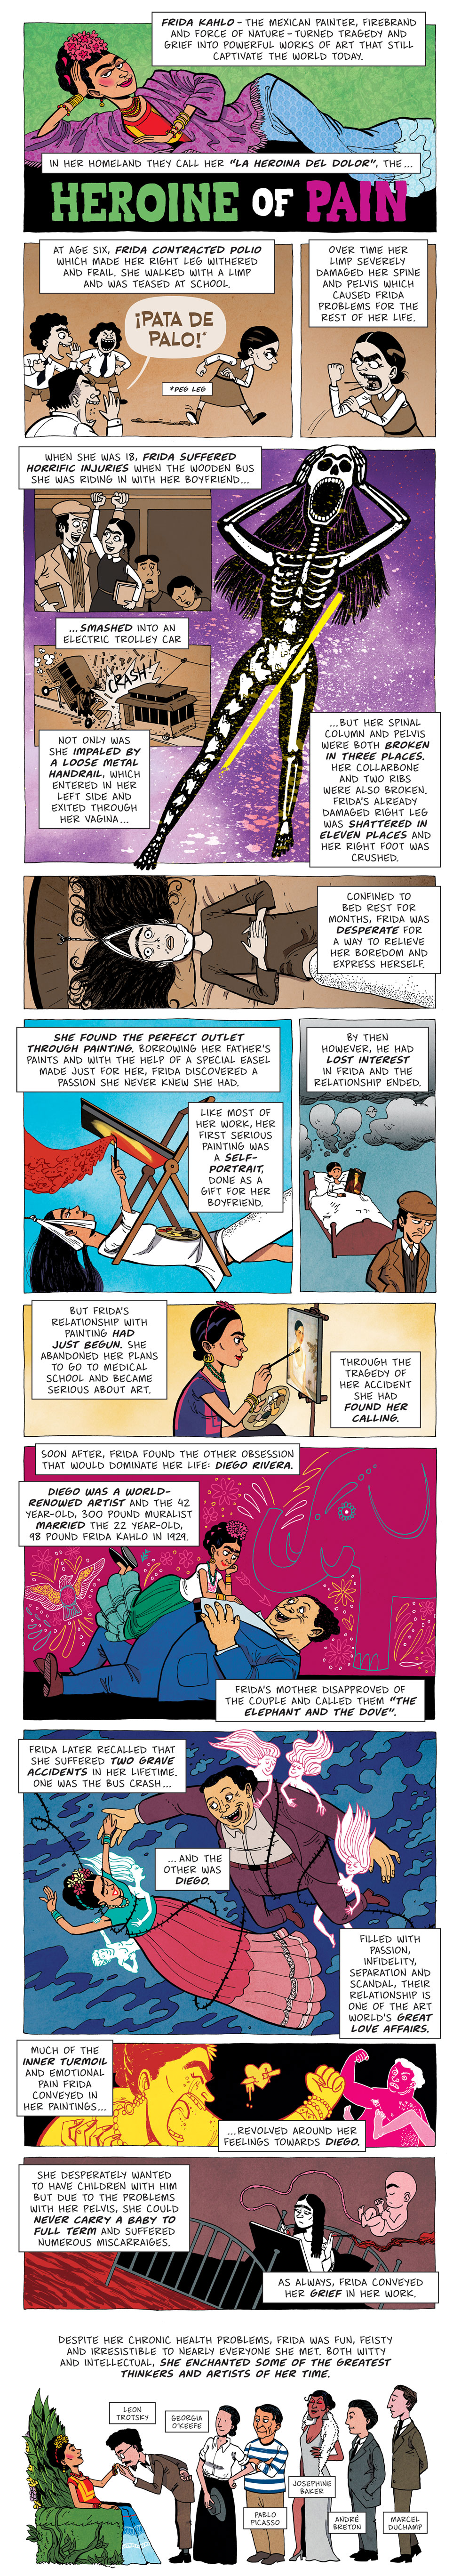 FRIDA KAHLO - THE MEXICAN PAINTER, FIREBRAND
AND FORCE OF NATURE - TURNED TRAGEDY AND
GRIEF INTO POWERFUL WORKS OF ART THAT STILL
CAPTIVATE THE WORLD TODAY.
IN HER HOMELAND THEY CALL HER "LA HEROINA DEL DOLOR", THE...
HEROINE OF PAIN
AT AGE SIX, FRIDA CONTRACTED POLIO
WHICH MADE HER RIGHT LEG WITHERED
AND FRAIL. SHE WALKED WITH A LIMP
AND WAS TEASED AT SCHOOL.
¡PATA DE
PALO!*
*PEG LEG
OVER TIME HER
LIMP SEVERELY
DAMAGED HER SPINE
AND PELVIS WHICH
CAUSED FRIDA
PROBLEMS FOR THE
REST OF HER LIFE.
WHEN SHE WAS 18, FRIDA SUFFERED
HORRIFIC INJURIES WHEN THE WOODEN BUS
SHE WAS RIDING IN WITH HER BOYFRIEND...
...SMASHED INTO AN
ELECTRIC TROLLEY CAR
CRASH!
NOT ONLY WAS
SHE IMPALED BY
A LOOSE METAL
HANDRAIL, WHICH
ENTERED IN HER
LEFT SIDE AND
EXITED THROUGH
HER VAGINA...
...BUT HER SPINAL
COLUMN AND PELVIS
WERE BOTH BROKEN
IN THREE PLACES.
HER COLLARBONE
AND TWO RIBS
WERE ALSO BROKEN.
FRIDA'S ALREADY
DAMAGED RIGHT LEG
WAS SHATTERED IN
ELEVEN PLACES AND
HER RIGHT FOOT WAS
CRUSHED.
CONFINED TO
BED REST FOR
MONTHS, FRIDA WAS
DESPERATE FOR
A WAY TO RELIEVE
HER BOREDOM AND
EXPRESS HERSELF.
SHE FOUND THE PERFECT OUTLET
THROUGH PAINTING. BORROWING HER FATHER'S
PAINTS AND WITH THE HELP OF A SPECIAL EASEL
MADE JUST FOR HER, FRIDA DISCOVERED A
PASSION SHE NEVER KNEW SHE HAD.
LIKE MOST OF
HER WORK, HER
FIRST SERIOUS
PAINTING WAS
A SELF-
PORTRAIT,
DONE AS A
GIFT FOR HER
BOYFRIEND.
BY THEN
HOWEVER, HE HAD
LOST INTEREST
IN FRIDA AND THE
RELATIONSHIP ENDED.
BUT FRIDA'S
RELATIONSHIP WITH
PAINTING HAD
JUST BEGUN. SHE
ABANDONED HER PLANS
TO GO TO MEDICAL
SCHOOL AND BECAME
SERIOUS ABOUT ART.
THROUGH THE
TRAGEDY OF
HER ACCIDENT
SHE HAD
FOUND HER
CALLING.
SOON AFTER, FRIDA FOUND THE OTHER OBSESSION
THAT WOULD DOMINATE HER LIFE: DIEGO RIVERA.
DIEGO WAS A WORLD-
RENOWED ARTIST AND THE 42
YEAR-OLD, 300 POUND MURALIST
MARRIED THE 22 YEAR-OLD,
98 POUND FRIDA KAHLO IN 1929.
FRIDA'S MOTHER DISAPPROVED OF
THE COUPLE AND CALLED THEM "THE
ELEPHANT AND THE DOVE".
FRIDA LATER RECALLED THAT
SHE SUFFERED TWO GRAVE
ACCIDENTS IN HER LIFETIME.
ONE WAS THE BUS CRASH...
...AND THE
OTHER WAS
DIEGO.
FILLED WITH
PASSION,
INFIDELITY,
SEPARATION AND
SCANDAL, THEIR
RELATIONSHIP IS
ONE OF THE ART
WORLD'S GREAT
LOVE AFFAIRS.
MUCH OF THE
INNER TURMOIL
AND EMOTIONAL
PAIN FRIDA
CONVEYED IN
HER PAINTINGS...
...REVOLVED AROUND HER
FEELINGS TOWARDS DIEGO.
SHE DESPERATELY WANTED
TO HAVE CHILDREN WITH HIM
BUT DUE TO THE PROBLEMS
WITH HER PELVIS, SHE COULD
NEVER CARRY A BABY TO
FULL TERM AND SUFFERED
NUMEROUS MISCARRAIGES.
AS ALWAYS, FRIDA CONVEYED
HER GRIEF IN HER WORK.
DESPITE HER CHRONIC HEALTH PROBLEMS, FRIDA WAS FUN, FEISTY
AND IRRESISTIBLE TO NEARLY EVERYONE SHE MET. BOTH WITTY
AND INTELLECTUAL, SHE ENCHANTED SOME OF THE GREATEST
THINKERS AND ARTISTS OF HER TIME.
LEON
TROTSKY
GEORGIA
O'KEEFE
PABLO
PICASSO
JOSEPHINE
BAKER
ANDRÉ
BRETON
MARCEL
DUCHAMP